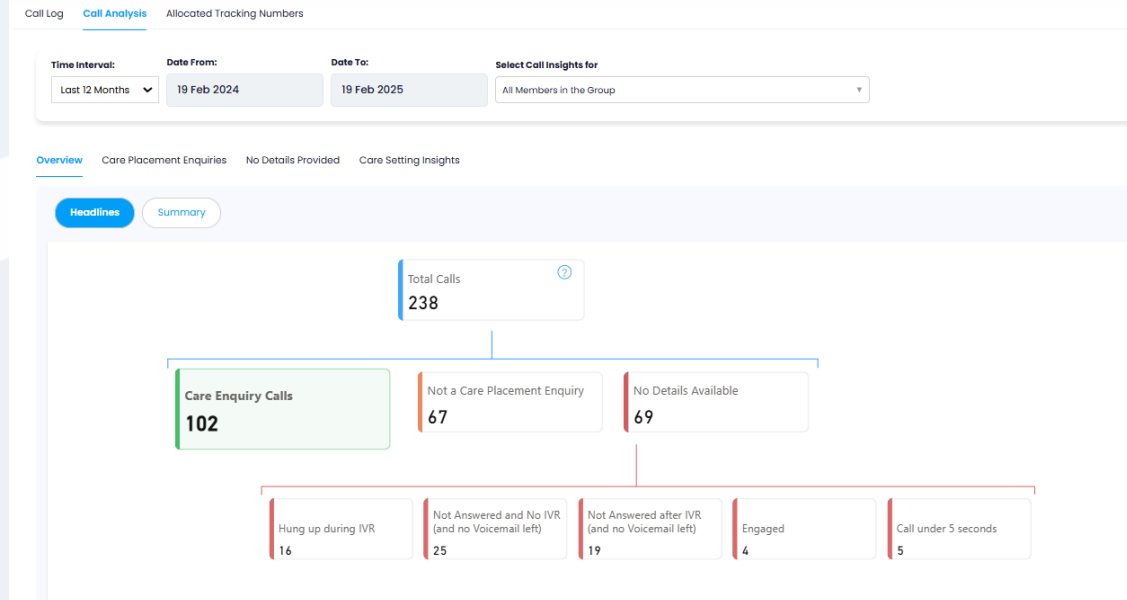 Call Log Call Analysis Allocated Tracking Numbers
Time Interval: Date From: Date To: Select Call Insights for
Last 12 Months 19 Feb 2024 19 Feb 2025 All Members in the Group
Overview Care Placement Enquiries No Details Provided Care Setting Insights
Headlines Summary
Total Calls ?
238
Care Enquiry Calls
102
Not a Care Placement Enquiry
67
No Details Available
69
Hung up during IVR
16
Not Answered and No IVR
(and no Voicemail left)
25
Not Answered after IVR
(and no Voicemail left)
19
Engaged
4
Call under 5 seconds
5